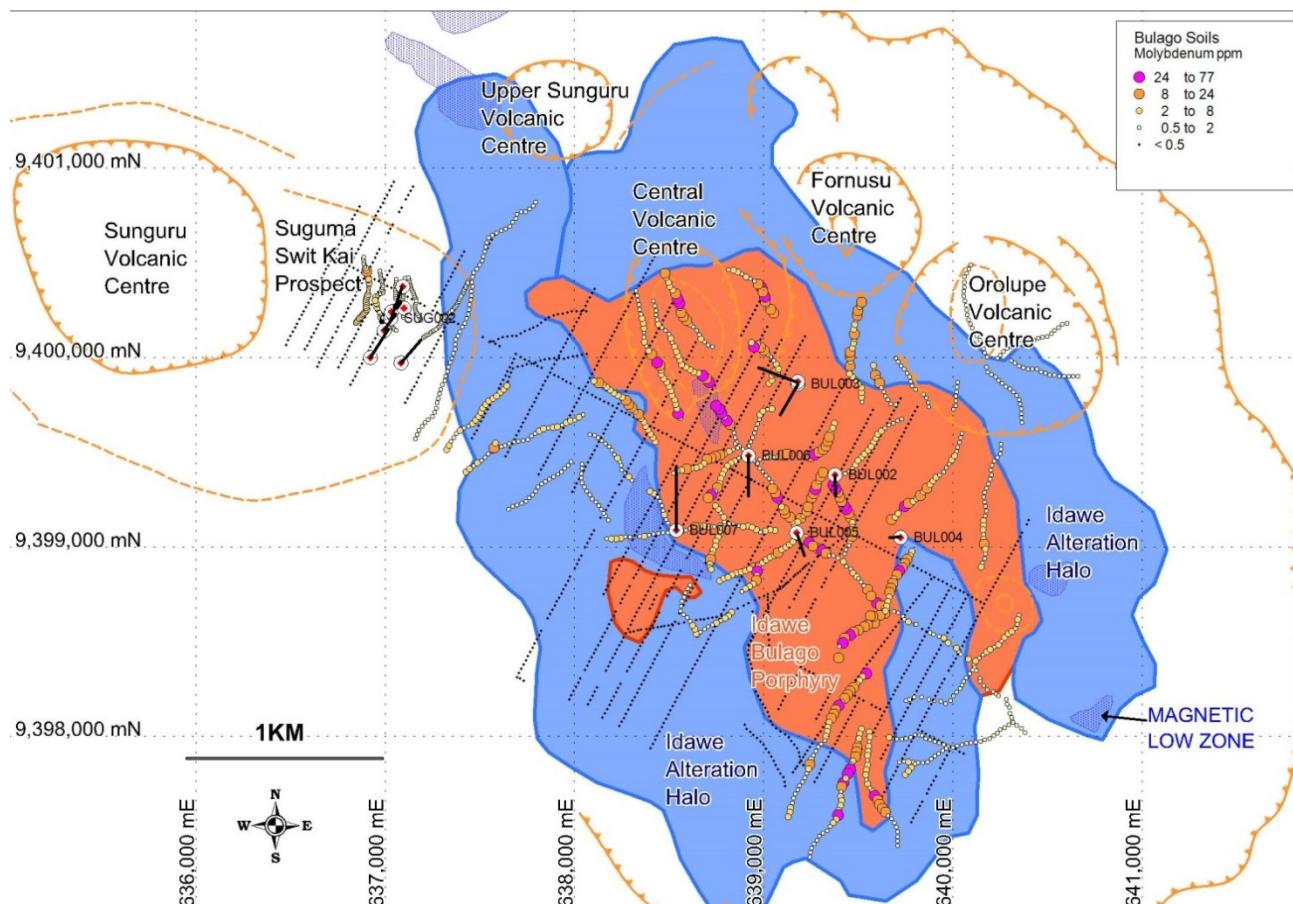 Bulago Soils
Molybdenum ppm
24 to 77
8 to 24
2 to 8
0.5 to 2
< 0.5
Upper Sunguru
Volcanic
Centre
9,401,000 mN
Sunguru
Volcanic
Centre
Suguma
Swit Kai
Prospect
SUG002
Central
Volcanic
Centre
Fornusu
Volcanic
Centre
Orolupe
Volcanic
Centre
9,400,000 mN
BUL003
BUL006
BUL002
BUL007
BUL005
BUL004
9,399,000 mN
Idawe
Alteration
Halo
Idawe
Bulago
Porphyry
9,398,000 mN
1KM
Idawe
Alteration
Halo
MAGNETIC
LOW ZONE
N
W
E
S
636,000 mE
637,000 mE
638,000 mE
639,000 mE
640,000 mE
641,000 mE